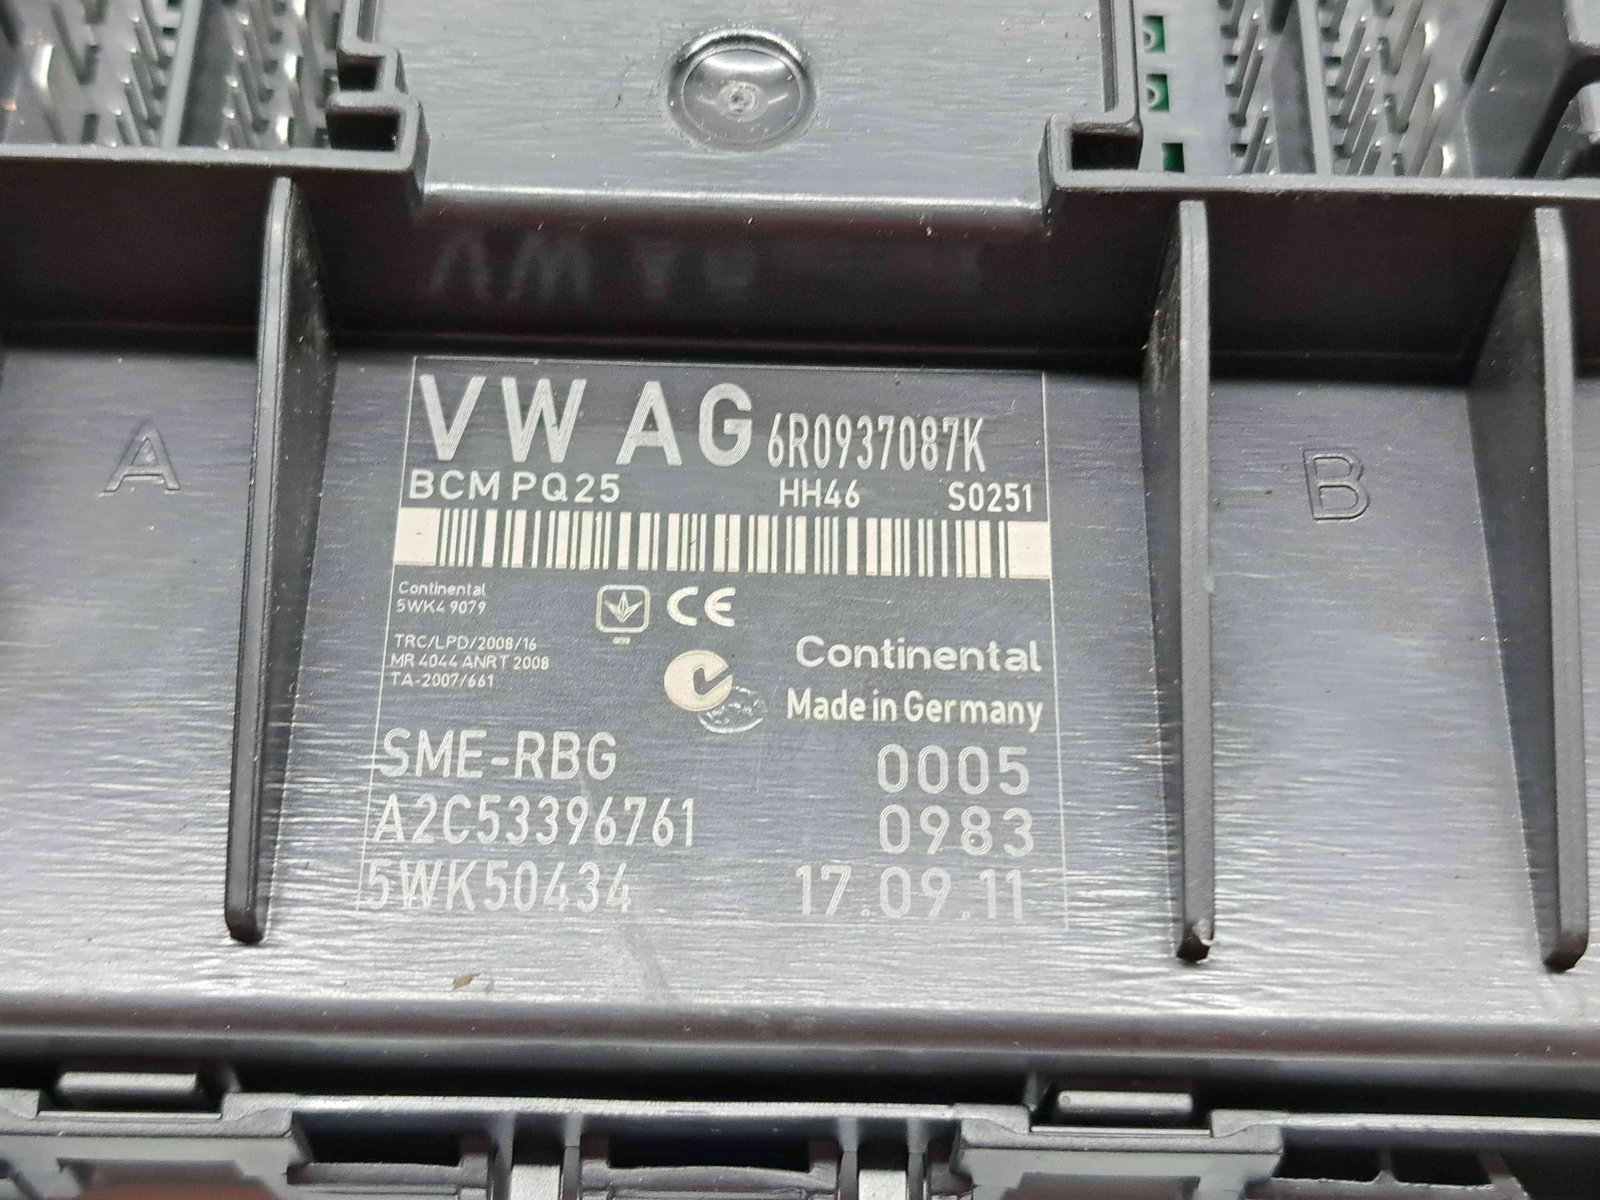 VW AG 6R0937087K
BCM PQ25 HH46 S0251
Continental
5WK4 9079
CE
TRC/LPD/2008/16
MR 4044 ANRT 2008
TA-2007/661
Continental
Made in Germany
SME-RBG 0005
A2C53396761 0983
5WK50434 17.09.11
A
B